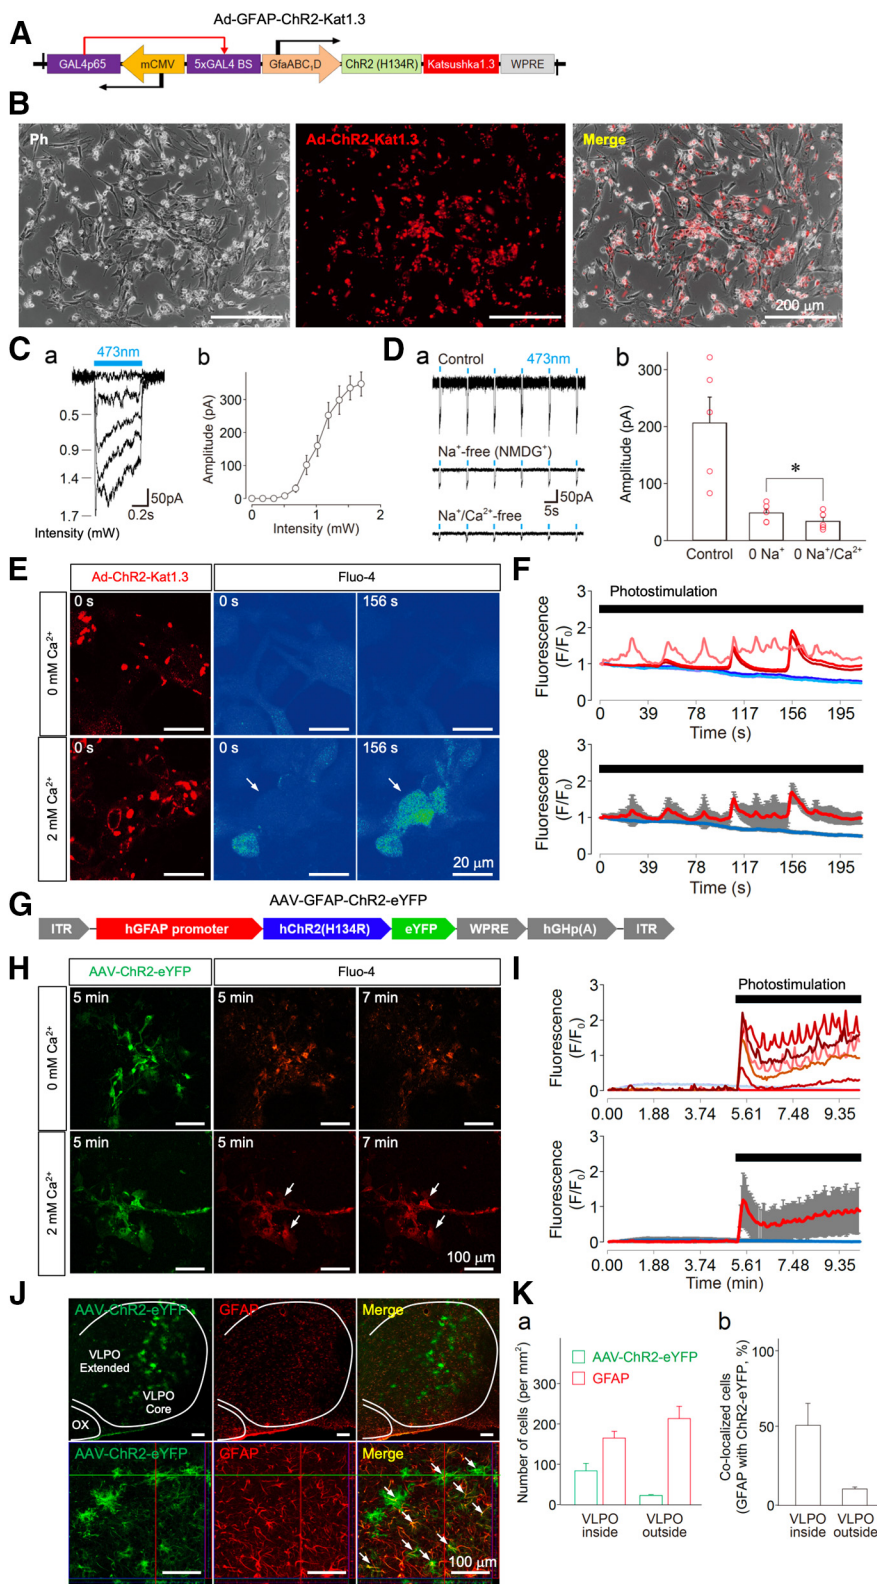 A
Ad-GFAP-ChR2-Kat1.3
GAL4p65 mCMV 5xGAL4 BS GfaABC₁D ChR2 (H134R) Katsushka1.3 WPRE
B
Ph Ad-ChR2-Kat1.3 Merge
200 μm
C a b
473nm
0.5
0.9
1.4
1.7
Intensity (mW)
50pA
0.2s
Amplitude (pA)
300
200
100
0
0 1 2
Intensity (mW)
D a b
Control 473nm
Na⁺-free (NMDG⁺)
50pA
5s
Na⁺/Ca²⁺-free
Amplitude (pA)
300
200
100
0
*
Control 0 Na⁺ 0 Na⁺/Ca²⁺
E
Ad-ChR2-Kat1.3 Fluo-4
0 mM Ca²⁺
0 s 0 s 156 s
2 mM Ca²⁺
0 s 0 s 156 s
20 μm
F
Photostimulation
Fluorescence
(F/F₀)
3
2
1
0
0 39 78 117 156 195
Time (s)
Fluorescence
(F/F₀)
3
2
1
0
0 39 78 117 156 195
Time (s)
G
AAV-GFAP-ChR2-eYFP
ITR hGFAP promoter hChR2(H134R) eYFP WPRE hGHp(A) ITR
H
AAV-ChR2-eYFP Fluo-4
0 mM Ca²⁺
5 min 5 min 7 min
2 mM Ca²⁺
5 min 5 min 7 min
100 μm
I
Photostimulation
Fluorescence
(F/F₀)
3
2
1
0
0.00 1.88 3.74 5.61 7.48 9.35
Fluorescence
(F/F₀)
3
2
1
0
0.00 1.88 3.74 5.61 7.48 9.35
Time (min)
J
AAV-ChR2-eYFP GFAP Merge
VLPO
Extended
VLPO
Core
OX
AAV-ChR2-eYFP GFAP Merge
100 μm
K
a b
AAV-ChR2-eYFP
GFAP
Number of cells (per mm²)
300
200
100
0
VLPO
inside
VLPO
outside
Co-localized cells
(GFAP with ChR2-eYFP, %)
100
50
0
VLPO
inside
VLPO
outside